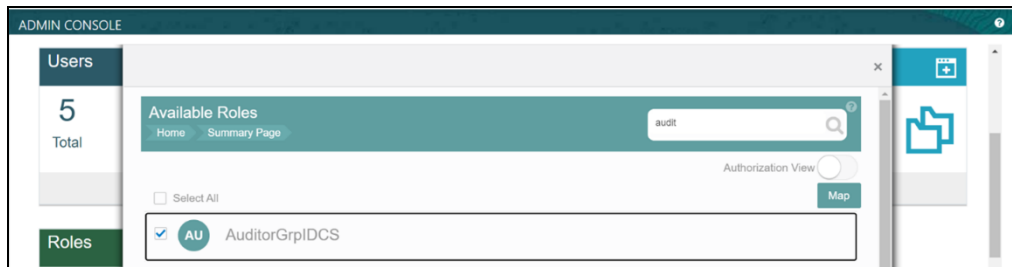 ADMIN CONSOLE
?
Users
×
5
Total
Available Roles
Home Summary Page
audit
?
Authorization View
Select All
Map
AU AuditorGrpIDCS
Roles